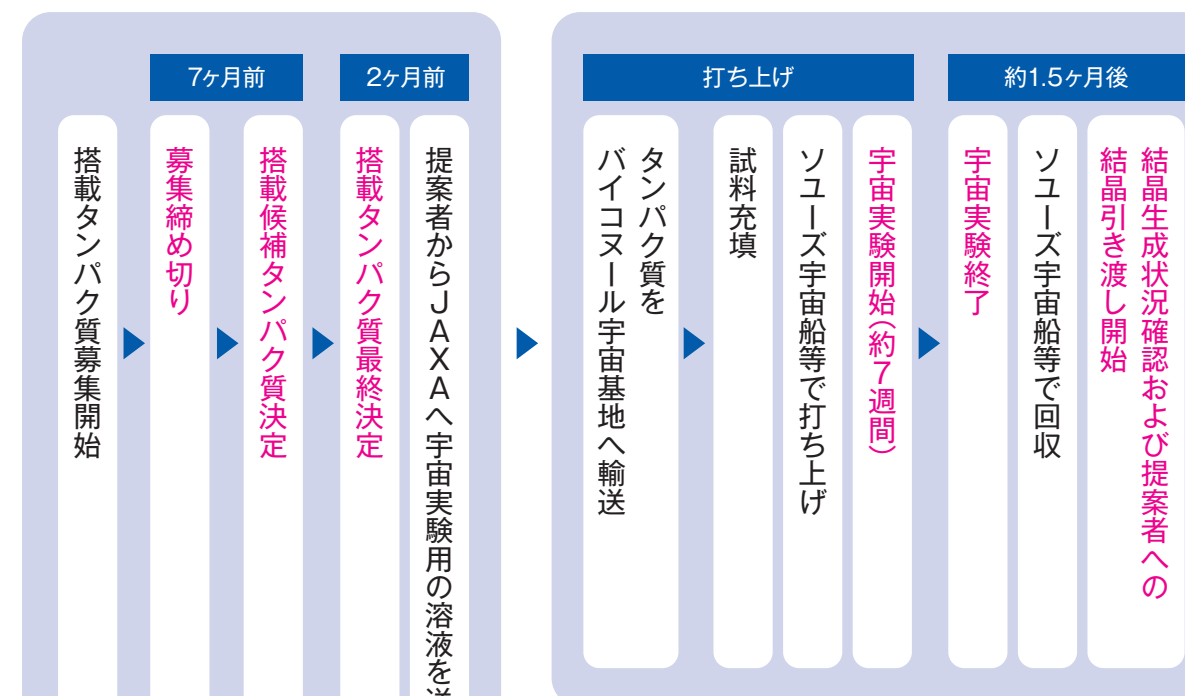 7ヶ月前
2ヶ月前
搭載タンパク質募集開始
募集締め切り
搭載候補タンパク質決定
搭載タンパク質最終決定
提案者からJAXAへ宇宙実験用の溶液を
打ち上げ
約1.5ヶ月後
タンパク質を
バイコヌール宇宙基地へ輸送
試料充填
ソユーズ宇宙船等で打ち上げ
宇宙実験開始(約7週間)
宇宙実験終了
ソユーズ宇宙船等で回収
結晶生成状況確認および提案者への
結晶引き渡し開始